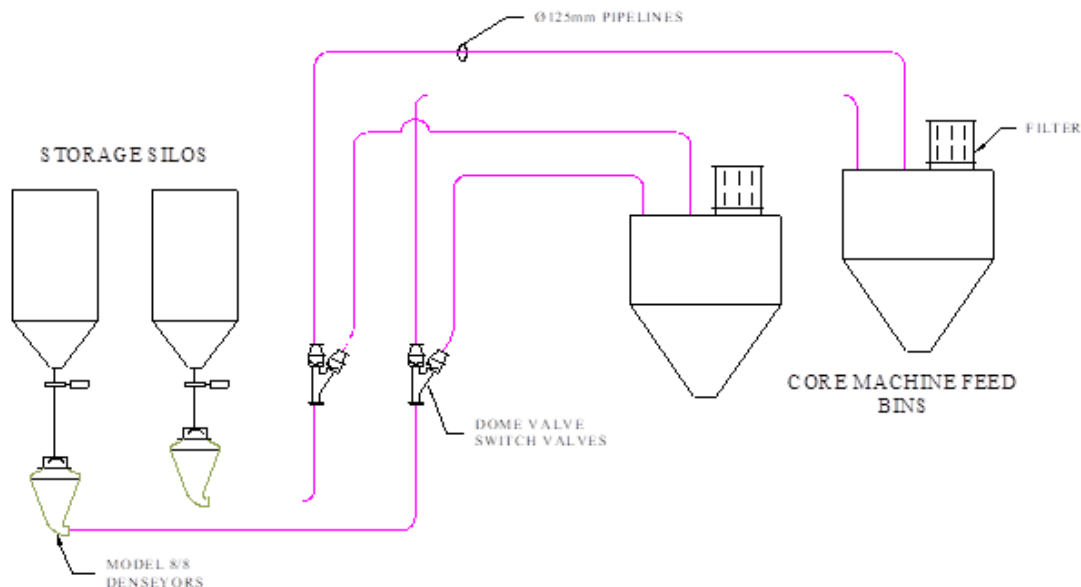 Ø125mm PIPELINES
FILTER
STORAGE SILOS
CORE MACHINE FEED
BINS
DOME VALVE
SWITCH VALVES
MODEL 8/8
DENSEYORS